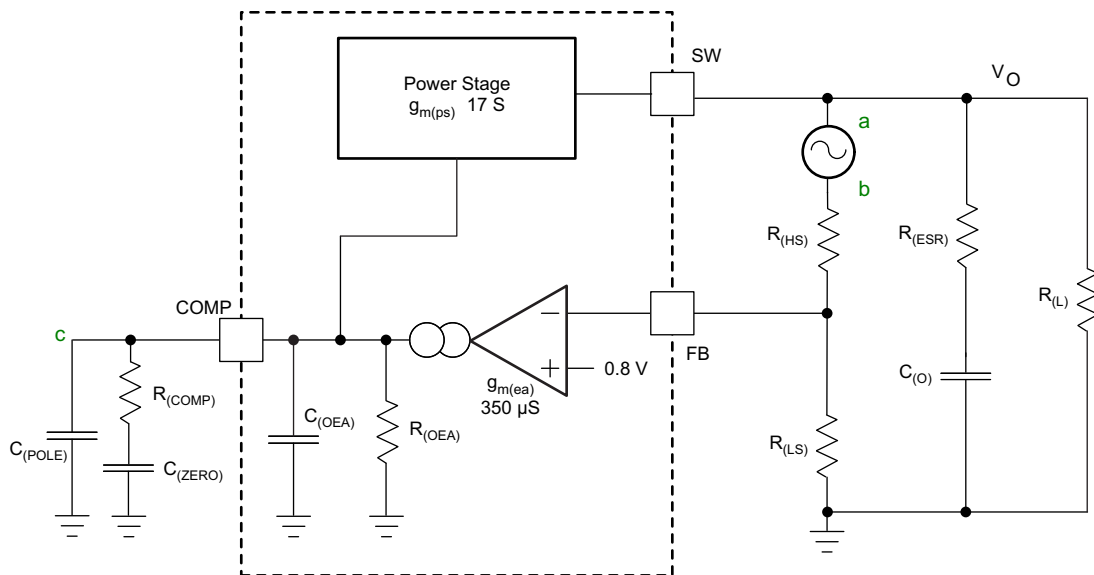 SW
V_O
Power Stage
g_m(ps) 17 S
a
b
R_(HS)
R_(ESR)
R_(L)
COMP
FB
c
−
+
0.8 V
g_m(ea)
350 µS
R_(COMP)
C_(O)
C_(OEA)
R_(OEA)
R_(LS)
C_(POLE)
C_(ZERO)